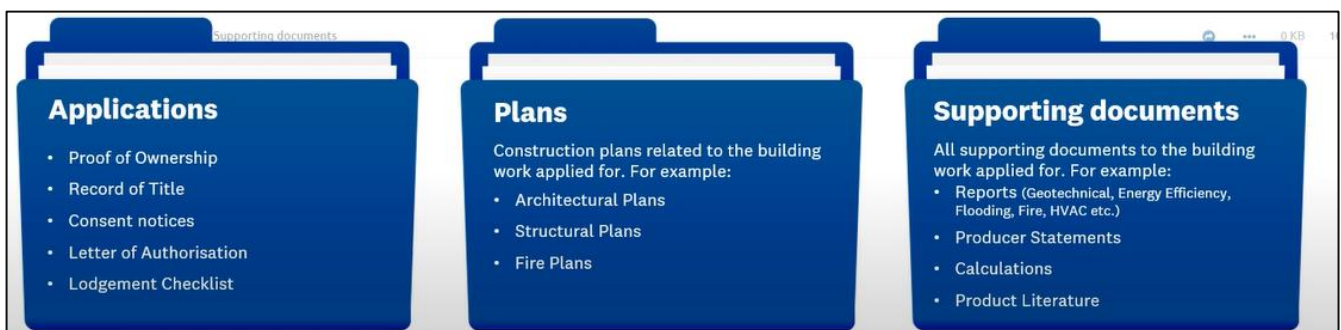 Supporting documents
0 KB
Applications
• Proof of Ownership
• Record of Title
• Consent notices
• Letter of Authorisation
• Lodgement Checklist
Plans
Construction plans related to the building
work applied for. For example:
• Architectural Plans
• Structural Plans
• Fire Plans
Supporting documents
All supporting documents to the building
work applied for. For example:
• Reports (Geotechnical, Energy Efficiency,
Flooding, Fire, HVAC etc.)
• Producer Statements
• Calculations
• Product Literature